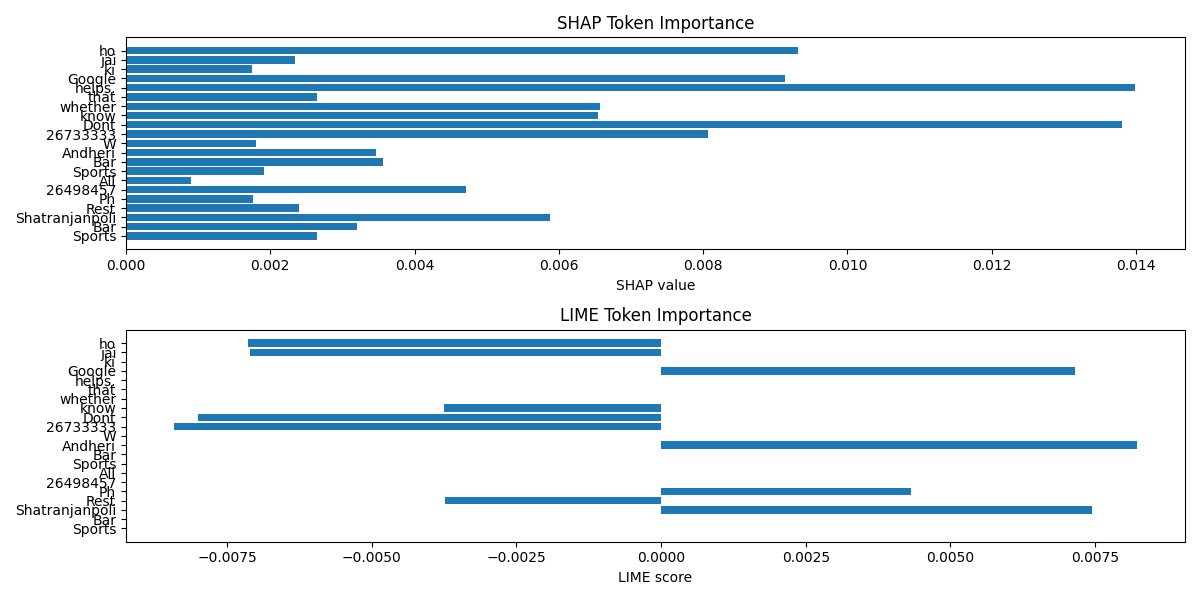 SHAP Token Importance
ho
jai
ki
Google
helps.
that
whether
know
Dont
26733333
W
Andheri
Bar
Sports
All
26498457
Ph
Rest
Shatranjanpoli
Bar
Sports
0.000 0.002 0.004 0.006 0.008 0.010 0.012 0.014
SHAP value
LIME Token Importance
ho
jai
ki
Google
helps.
that
whether
know
Dont
26733333
W
Andheri
Bar
Sports
All
26498457
Ph
Rest
Shatranjanpoli
Bar
Sports
−0.0075 −0.0050 −0.0025 0.0000 0.0025 0.0050 0.0075
LIME score